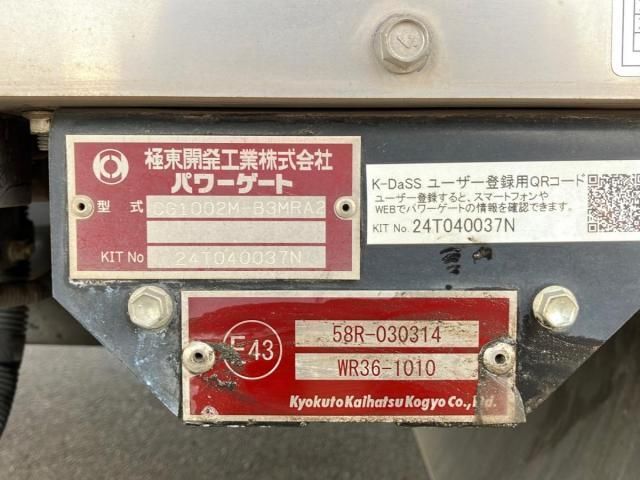 極東開発工業株式会社
パワーゲート
型 式 CG1002M-B3MRA2
KIT No 24T040037N
K-DaSS ユーザー登録用QRコード
ユーザー登録すると、スマートフォンや
WEBでパワーゲートの情報を確認できます。
KIT No. 24T040037N
E43
58R-030314
WR36-1010
Kyokuto Kaihatsu Kogyo Co., Ltd.